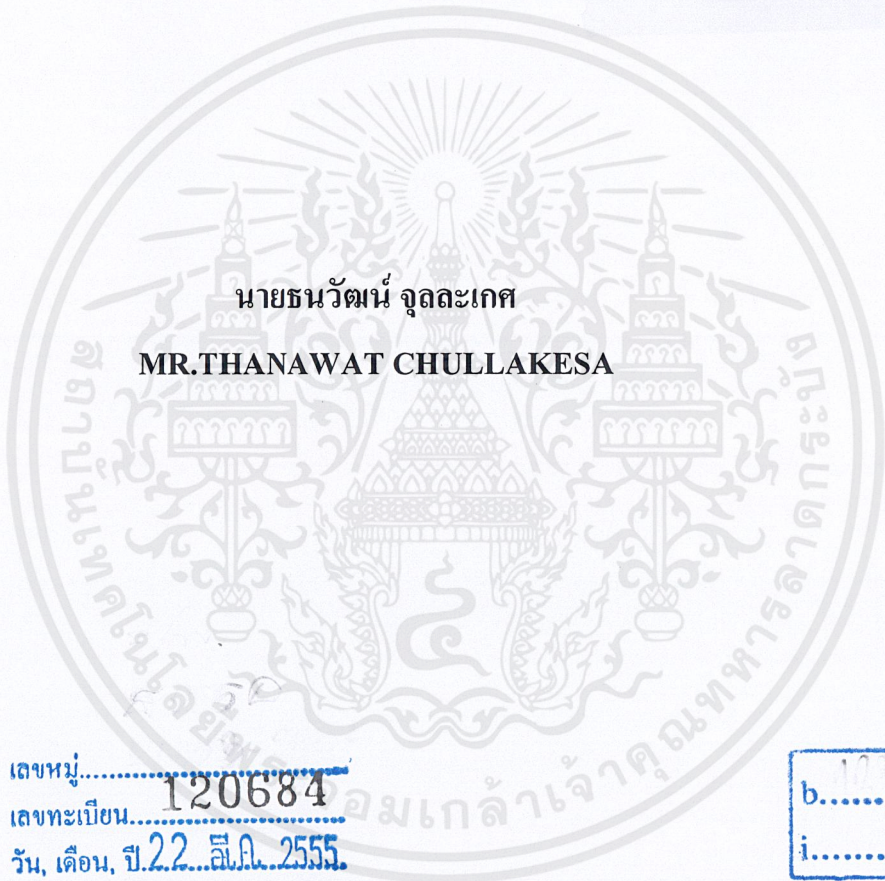 นายธนวัฒน์ จุลละเกศ
MR.THANAWAT CHULLAKESA
สถาบันเทคโนโลยีพระจอมเกล้าเจ้าคุณทหารลาดกระบัง
๔
เลขหมู่
เลขทะเบียน 120684
วัน, เดือน, ปี 22 มี.ค. 2555
b
i